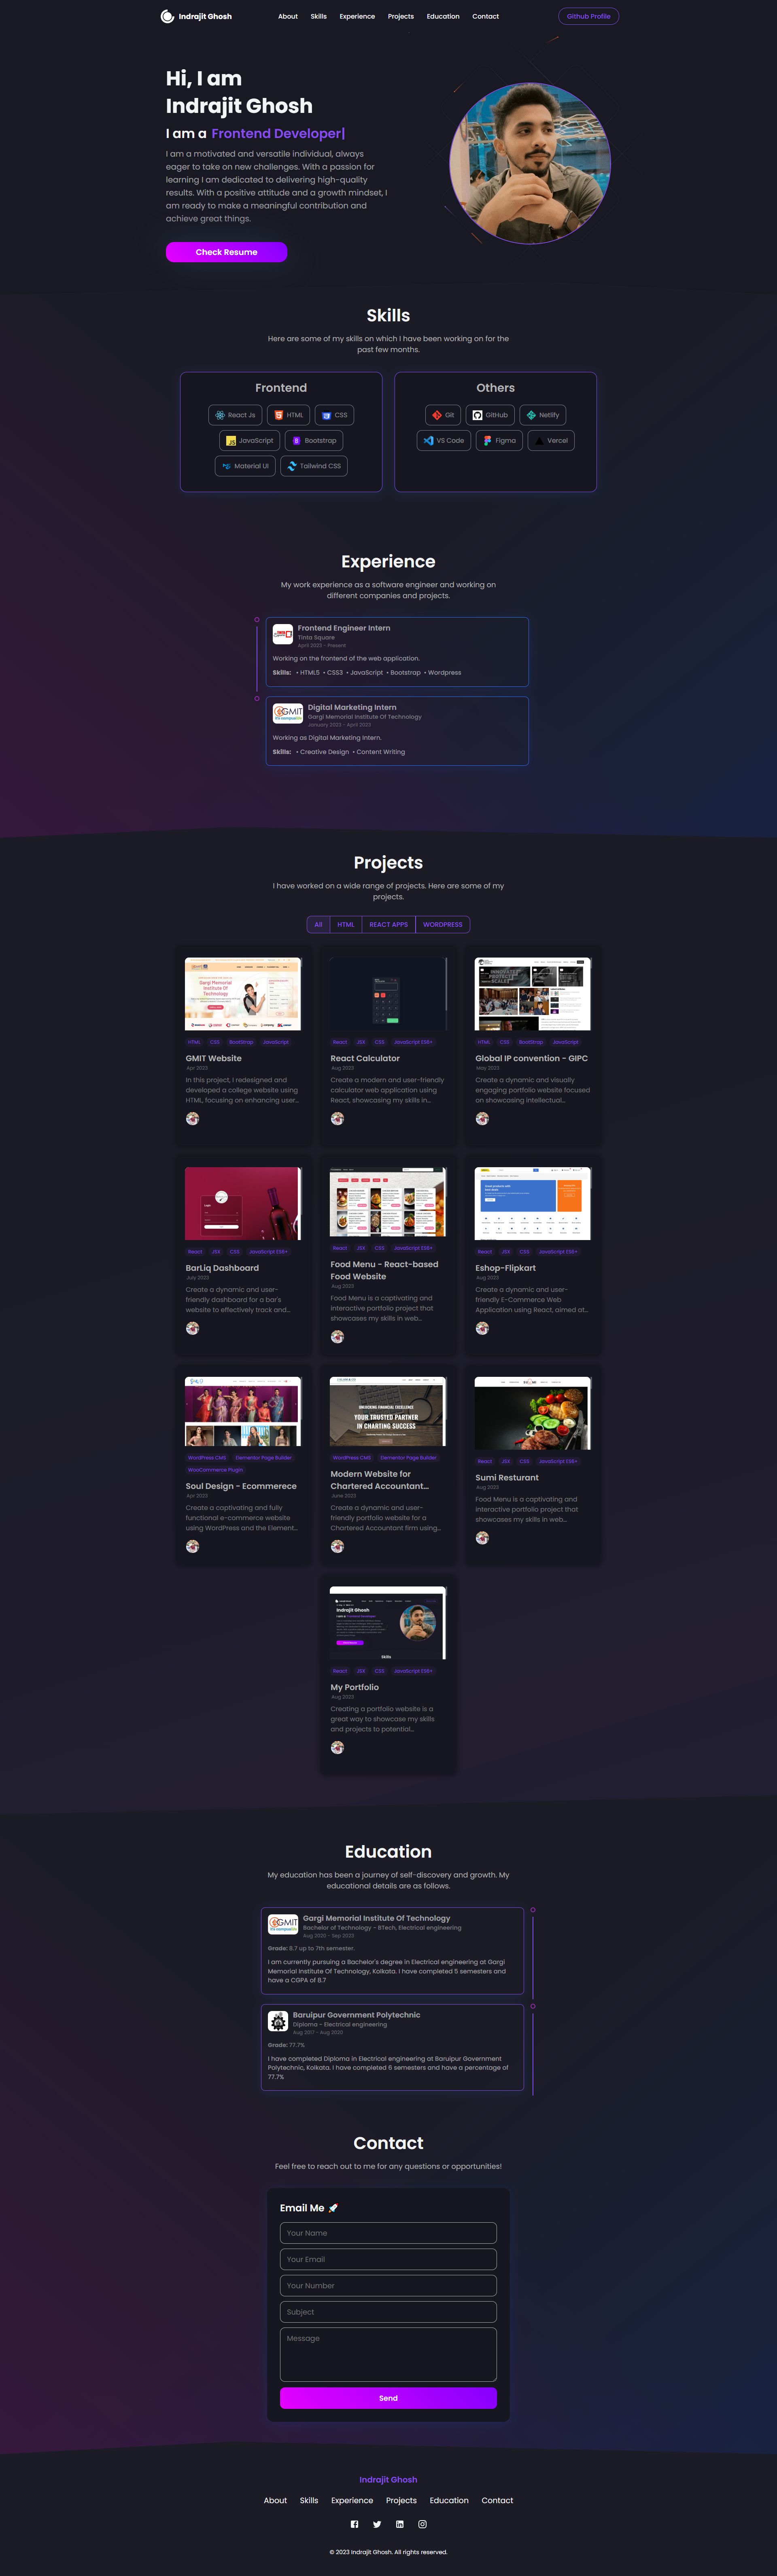 Indrajit Ghosh
About Skills Experience Projects Education Contact
Github Profile
Hi, I am
Indrajit Ghosh
I am a Frontend Developer|
I am a motivated and versatile individual, always
eager to take on new challenges. With a passion for
learning I am dedicated to delivering high-quality
results. With a positive attitude and a growth mindset, I
am ready to make a meaningful contribution and
achieve great things.
Check Resume
Skills
Here are some of my skills on which I have been working on for the
past few months.
Frontend
React Js HTML CSS
JavaScript Bootstrap
Material UI Tailwind CSS
Others
Git GitHub Netlify
VS Code Figma Vercel
Experience
My work experience as a software engineer and working on
different companies and projects.
Frontend Engineer Intern
Tinta Square
April 2023 - Present
Working on the frontend of the web application.
Skills: • HTML5 • CSS3 • JavaScript • Bootstrap • Wordpress
GMIT
Digital Marketing Intern
Gargi Memorial Institute Of Technology
January 2023 - April 2023
Working as Digital Marketing Intern.
Skills: • Creative Design • Content Writing
Projects
I have worked on a wide range of projects. Here are some of my
projects.
All HTML REACT APPS WORDPRESS
Gargi Memorial
Institute Of
Technology
HTML CSS BootStrap JavaScript
GMIT Website
Apr 2023
In this project, I redesigned and
developed a college website using
HTML, focusing on enhancing user...
React JSX CSS JavaScript ES6+
React Calculator
Aug 2023
Create a modern and user-friendly
calculator web application using
React, showcasing my skills in...
HTML CSS BootStrap JavaScript
Global IP convention - GIPC
May 2023
Create a dynamic and visually
engaging portfolio website focused
on showcasing intellectual...
React JSX CSS JavaScript ES6+
BarLiq Dashboard
July 2023
Create a dynamic and user-
friendly dashboard for a bar's
website to effectively track and...
React JSX CSS JavaScript ES6+
Food Menu - React-based
Food Website
Aug 2023
Food Menu is a captivating and
interactive portfolio project that
showcases my skills in web...
React JSX CSS JavaScript ES6+
Eshop-Flipkart
Aug 2023
Create a dynamic and user-
friendly E-Commerce Web
Application using React, aimed at...
WordPress CMS Elementor Page Builder
WooCommerce Plugin
Soul Design - Ecommerece
Apr 2023
Create a captivating and fully
functional e-commerce website
using WordPress and the Element...
UNLOCKING FINANCIAL EXCELLENCE
YOUR TRUSTED PARTNER
IN CHARTING SUCCESS
WordPress CMS Elementor Page Builder
Modern Website for
Chartered Accountant...
June 2023
Create a dynamic and user-
friendly portfolio website for a
Chartered Accountant firm using...
React JSX CSS JavaScript ES6+
Sumi Resturant
Aug 2023
Food Menu is a captivating and
interactive portfolio project that
showcases my skills in web...
Indrajit Ghosh
Skills
React JSX CSS JavaScript ES6+
My Portfolio
Aug 2023
Creating a portfolio website is a
great way to showcase my skills
and projects to potential...
Education
My education has been a journey of self-discovery and growth. My
educational details are as follows.
GMIT
Gargi Memorial Institute Of Technology
Bachelor of Technology - BTech, Electrical engineering
Aug 2020 - Sep 2023
Grade: 8.7 up to 7th semester.
I am currently pursuing a Bachelor's degree in Electrical engineering at Gargi
Memorial Institute Of Technology, Kolkata. I have completed 5 semesters and
have a CGPA of 8.7
Baruipur Government Polytechnic
Diploma - Electrical engineering
Aug 2017 - Aug 2020
Grade: 77.7%
I have completed Diploma in Electrical engineering at Baruipur Government
Polytechnic, Kolkata. I have completed 6 semesters and have a percentage of
77.7%
Contact
Feel free to reach out to me for any questions or opportunities!
Email Me 🚀
Your Name
Your Email
Your Number
Subject
Message
Send
Indrajit Ghosh
About Skills Experience Projects Education Contact
© 2023 Indrajit Ghosh. All rights reserved.